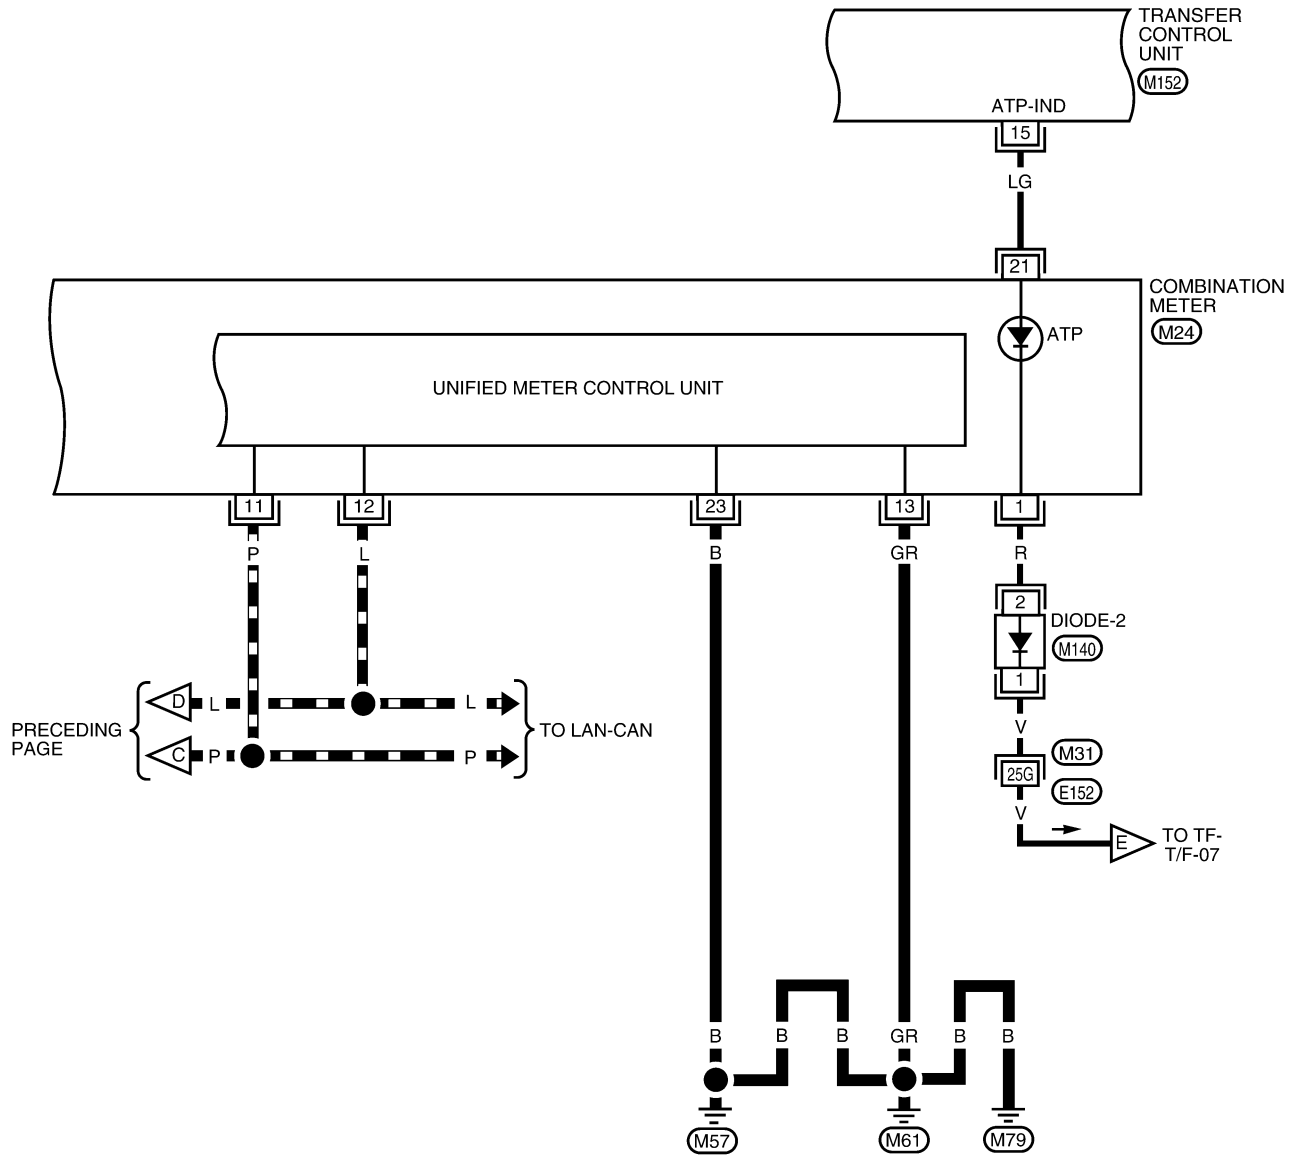 TRANSFER
CONTROL
UNIT
M152
ATP-IND
15
LG
21
COMBINATION
METER
M24
ATP
UNIFIED METER CONTROL UNIT
11
12
23
13
1
P
L
B
GR
R
2
DIODE-2
M140
1
D
L
L
PRECEDING
PAGE
TO LAN-CAN
C
P
P
V
M31
25G
E152
V
E
TO TF-
T/F-07
B
B
B
GR
B
B
M57
M61
M79